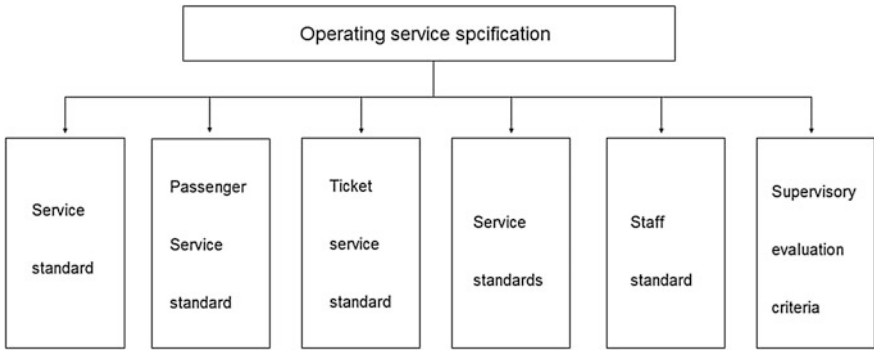 Operating service spcification
Service
standard
Passenger
Service
standard
Ticket
service
standard
Service
standards
Staff
standard
Supervisory
evaluation
criteria